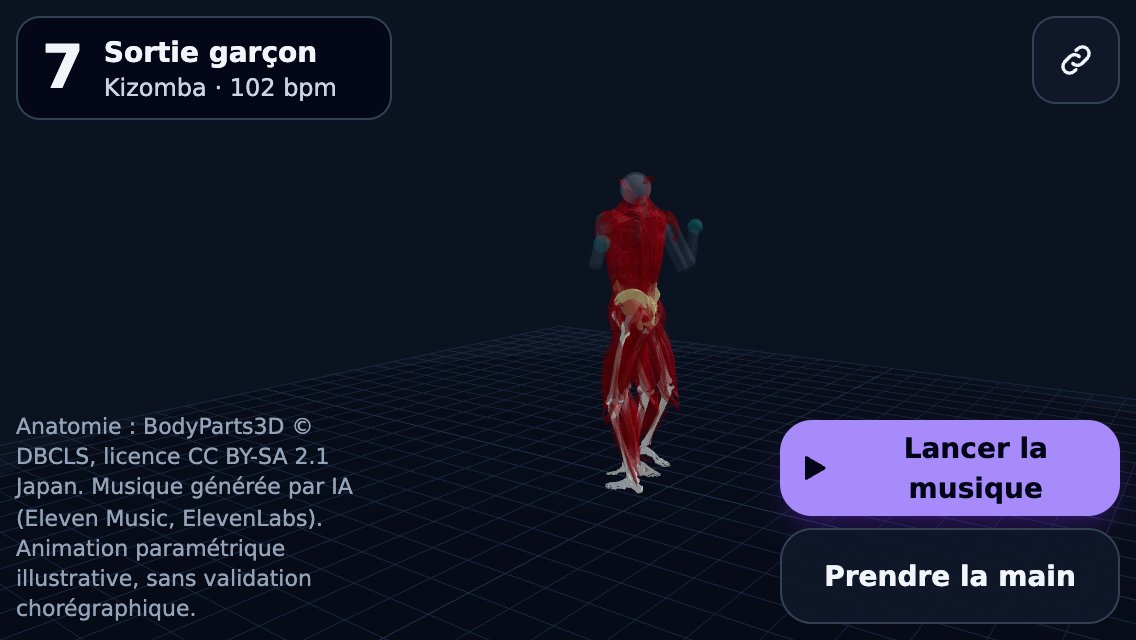 7
Sortie garçon
Kizomba · 102 bpm
Anatomie : BodyParts3D ©
DBCLS, licence CC BY-SA 2.1
Japan. Musique générée par IA
(Eleven Music, ElevenLabs).
Animation paramétrique
illustrative, sans validation
chorégraphique.
Lancer la
musique
Prendre la main